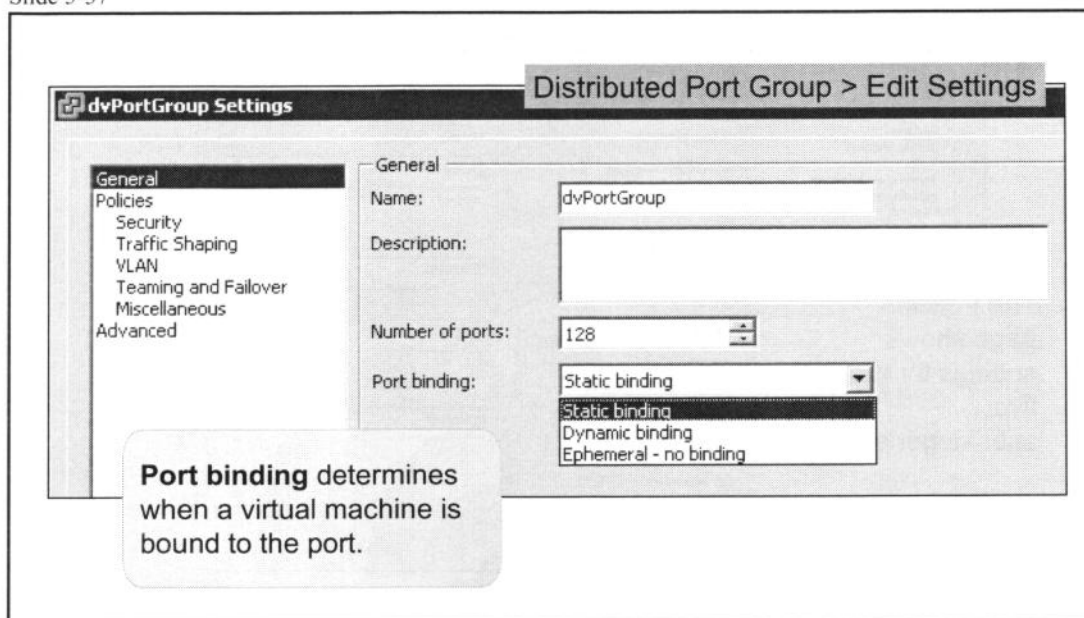 Distributed Port Group > Edit Settings
dvPortGroup Settings
General
Policies
Security
Traffic Shaping
VLAN
Teaming and Failover
Miscellaneous
Advanced
General
Name:
dvPortGroup
Description:
Number of ports:
128
Port binding:
Static binding
Static binding
Dynamic binding
Ephemeral - no binding
Port binding determines
when a virtual machine is
bound to the port.